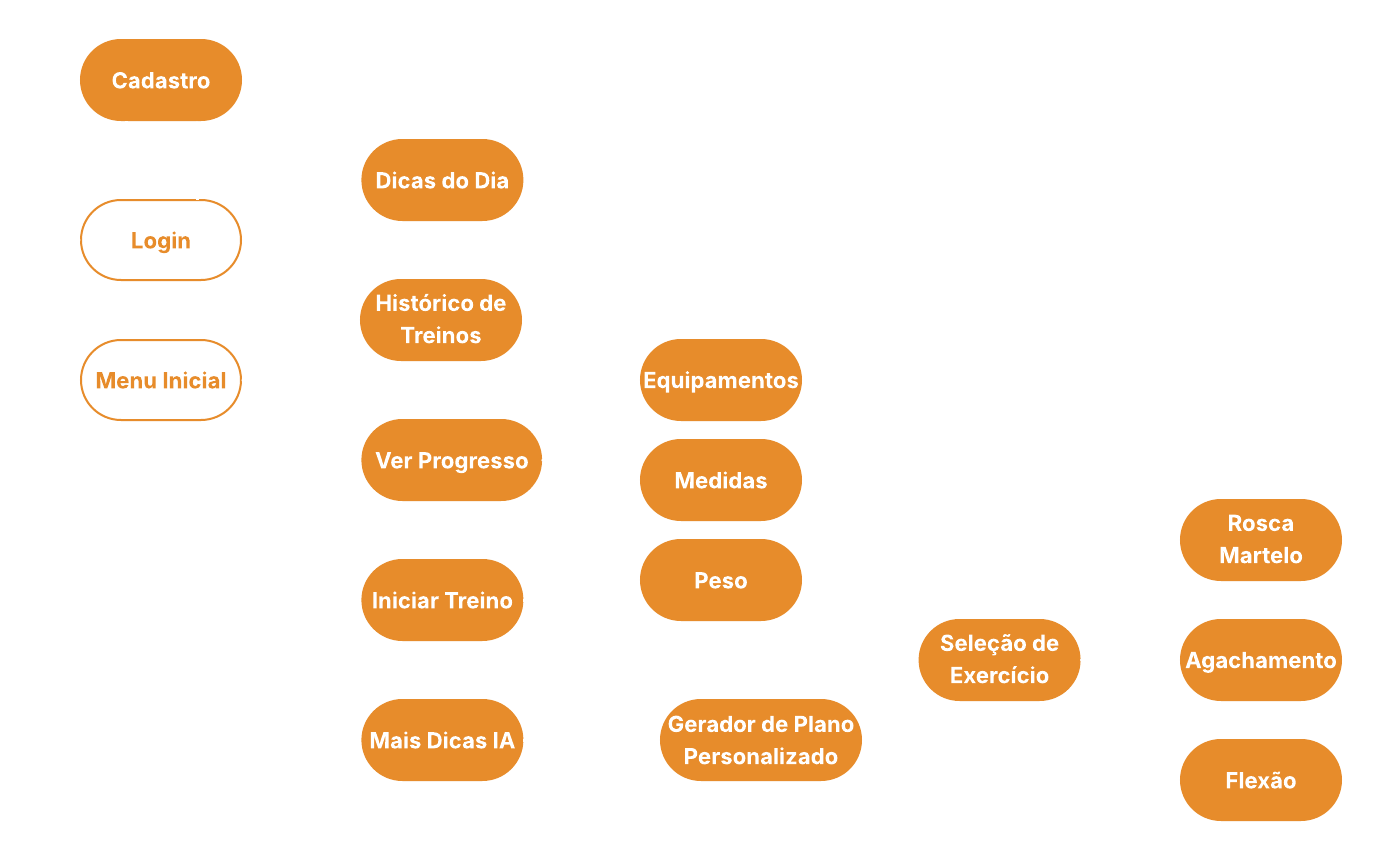 Cadastro
Login
Menu Inicial
Dicas do Dia
Histórico de
Treinos
Ver Progresso
Iniciar Treino
Mais Dicas IA
Equipamentos
Medidas
Peso
Gerador de Plano
Personalizado
Seleção de
Exercício
Rosca
Martelo
Agachamento
Flexão